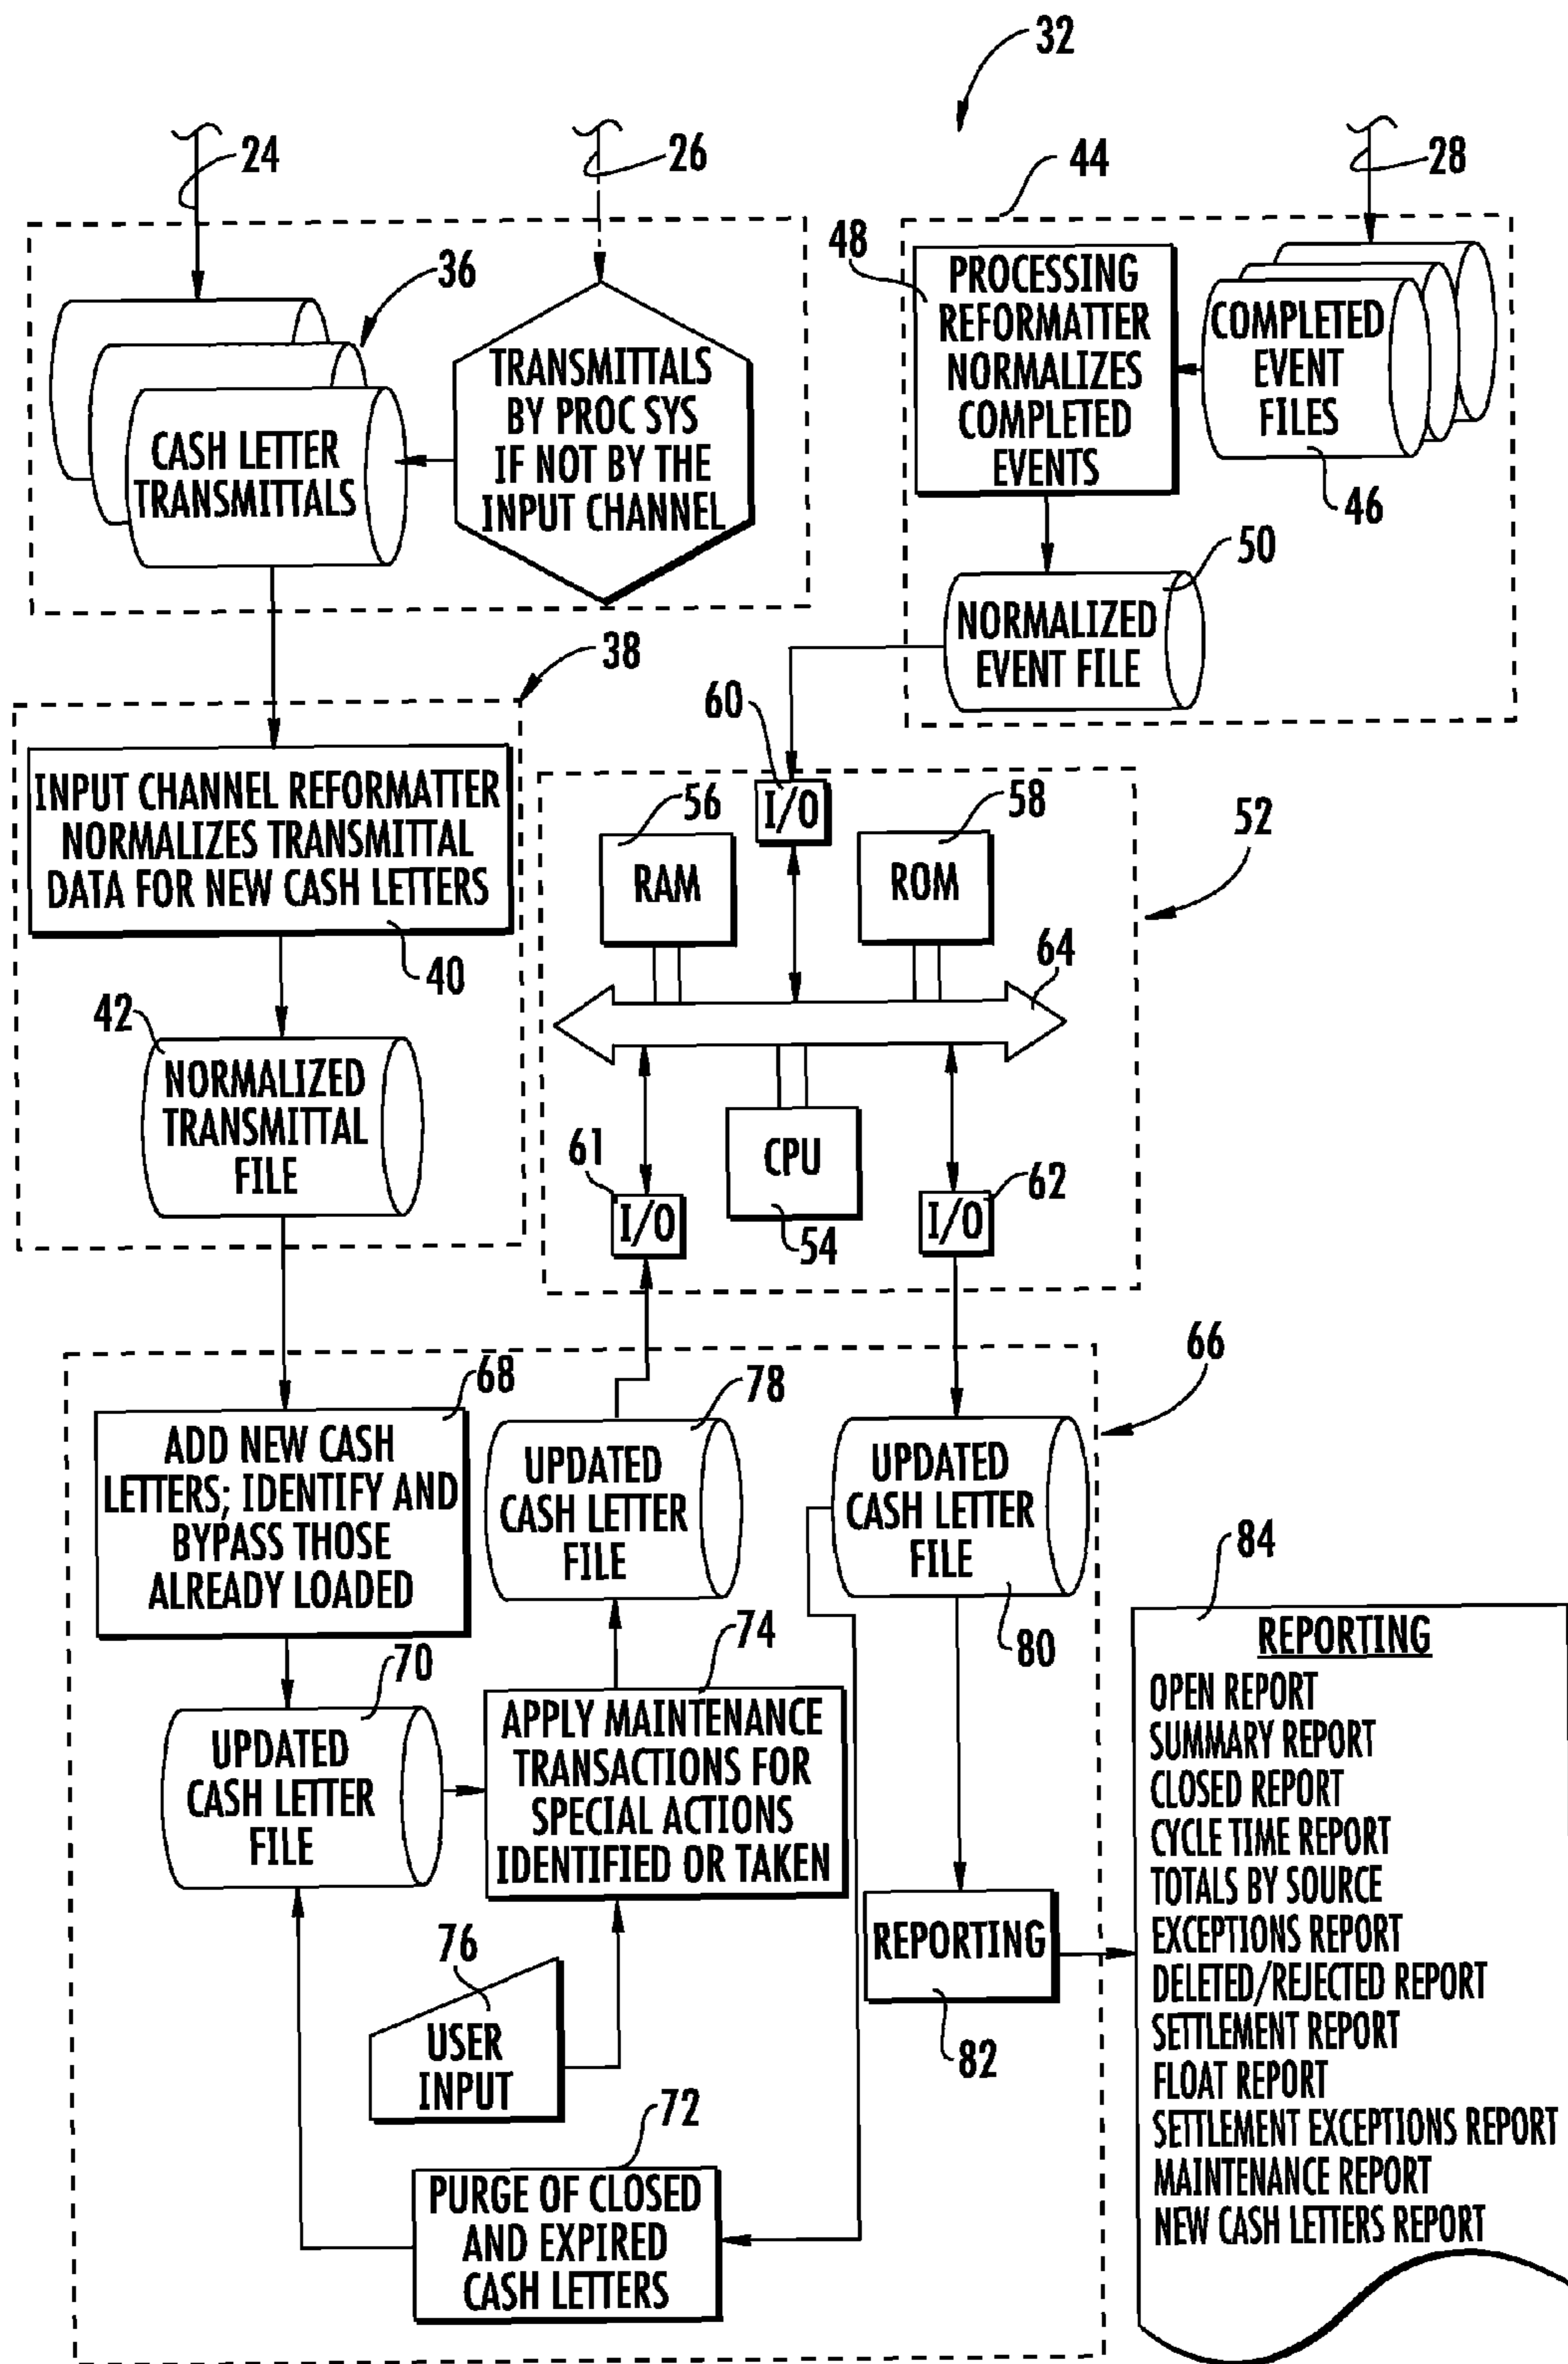 32
24
26
44
28
36
48
PROCESSING
REFORMATTER
NORMALIZES
COMPLETED
EVENTS
COMPLETED
EVENT
FILES
46
TRANSMITTALS
BY PROC SYS
IF NOT BY THE
INPUT CHANNEL
CASH LETTER
TRANSMITTALS
50
NORMALIZED
EVENT FILE
38
60
INPUT CHANNEL REFORMATTER
NORMALIZES TRANSMITTAL
DATA FOR NEW CASH LETTERS
40
56
I/O
58
52
RAM
ROM
64
42
NORMALIZED
TRANSMITTAL
FILE
61
CPU
62
I/O
54
I/O
66
68
ADD NEW CASH
LETTERS; IDENTIFY AND
BYPASS THOSE
ALREADY LOADED
78
UPDATED
CASH LETTER
FILE
UPDATED
CASH LETTER
FILE
80
84
70
UPDATED
CASH LETTER
FILE
74
APPLY MAINTENANCE
TRANSACTIONS FOR
SPECIAL ACTIONS
IDENTIFIED OR TAKEN
76
USER
INPUT
REPORTING
82
72
PURGE OF CLOSED
AND EXPIRED
CASH LETTERS
REPORTING
OPEN REPORT
SUMMARY REPORT
CLOSED REPORT
CYCLE TIME REPORT
TOTALS BY SOURCE
EXCEPTIONS REPORT
DELETED/REJECTED REPORT
SETTLEMENT REPORT
FLOAT REPORT
SETTLEMENT EXCEPTIONS REPORT
MAINTENANCE REPORT
NEW CASH LETTERS REPORT